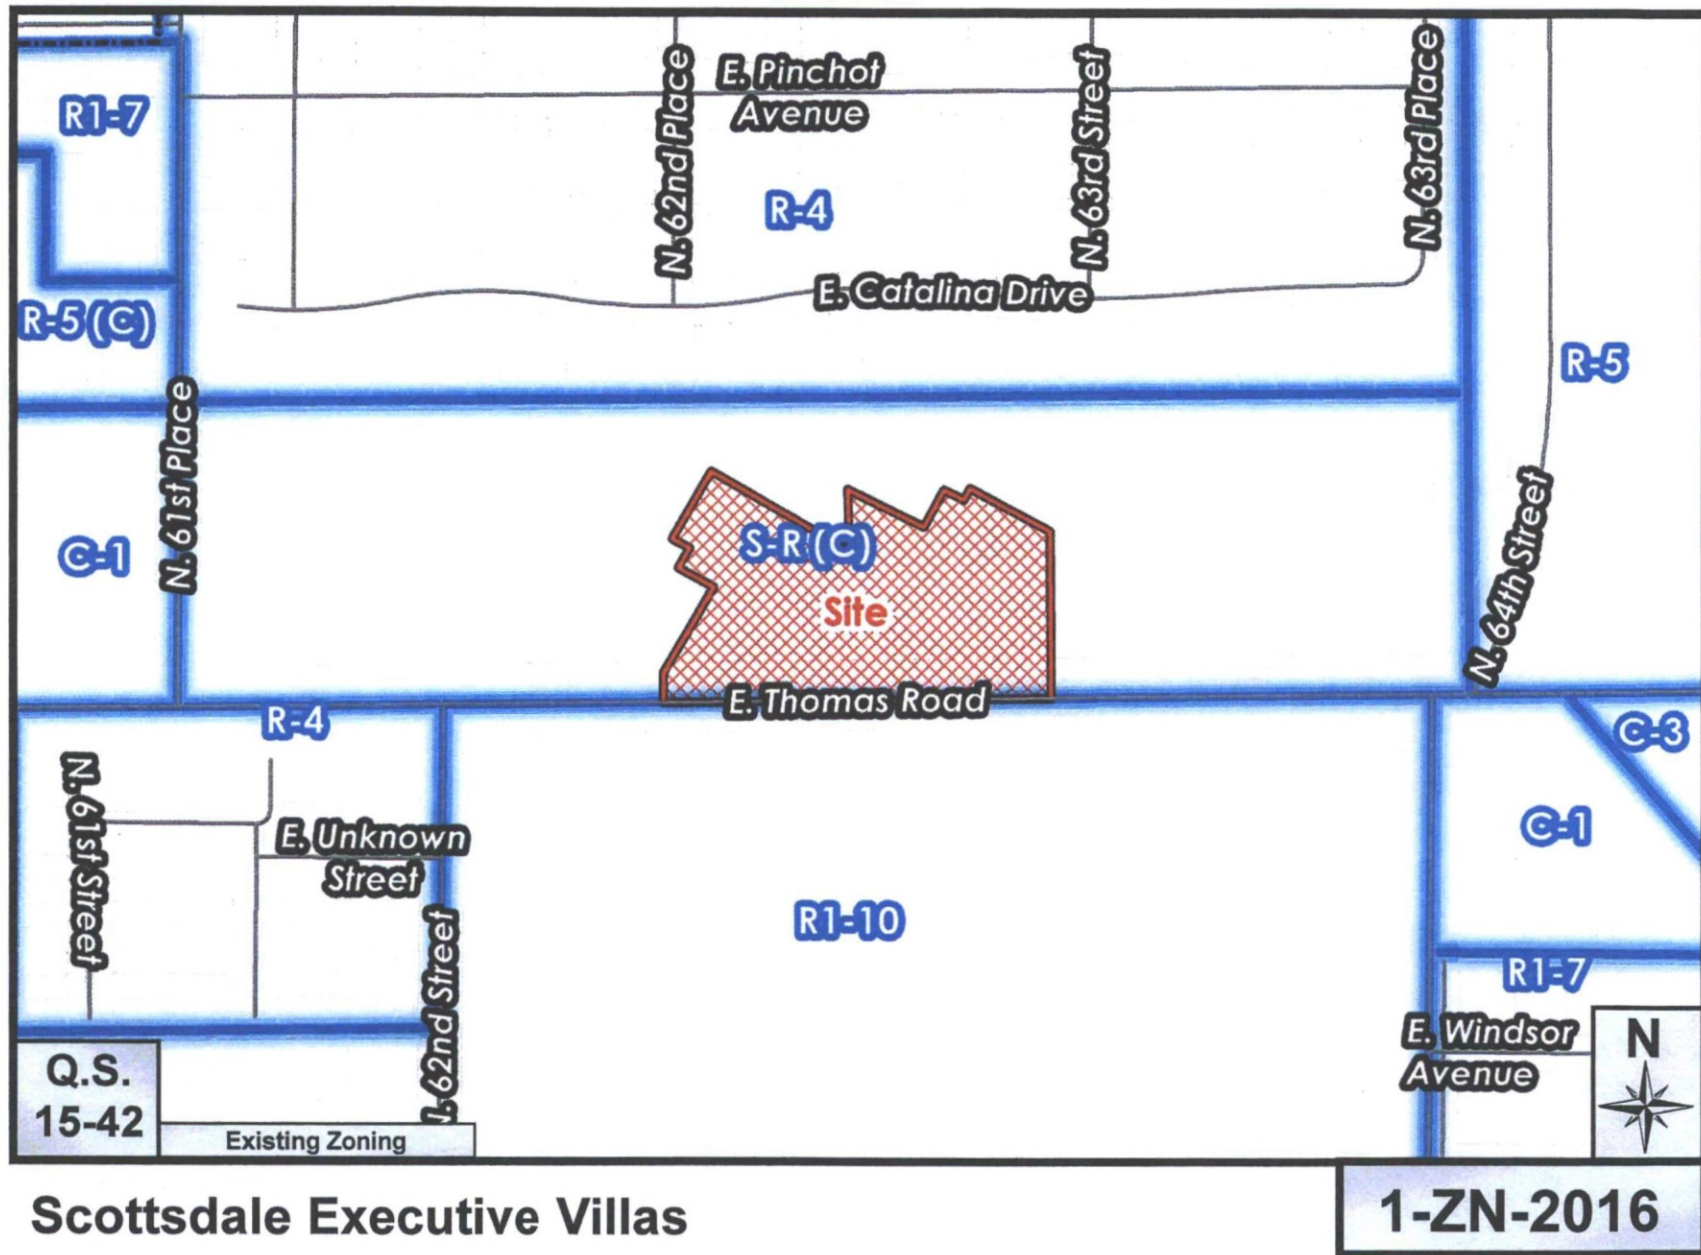 E. Pinchot
Avenue
R1-7
N. 62nd Place
N. 63rd Street
N. 63rd Place
R-4
E. Catalina Drive
R-5 (C)
R-5
N. 61st Place
C-1
S-R (C)
Site
N. 64th Street
E. Thomas Road
R-4
C-3
N. 61st Street
E. Unknown
Street
C-1
R1-10
N. 62nd Street
R1-7
E. Windsor
Avenue
N
Q.S.
15-42
Existing Zoning
Scottsdale Executive Villas
1-ZN-2016